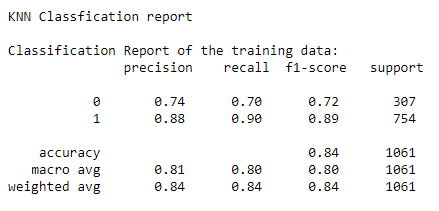 KNN Classfication report
Classification Report of the training data:
precision recall f1-score support
0 0.74 0.70 0.72 307
1 0.88 0.90 0.89 754
accuracy 0.84 1061
macro avg 0.81 0.80 0.80 1061
weighted avg 0.84 0.84 0.84 1061